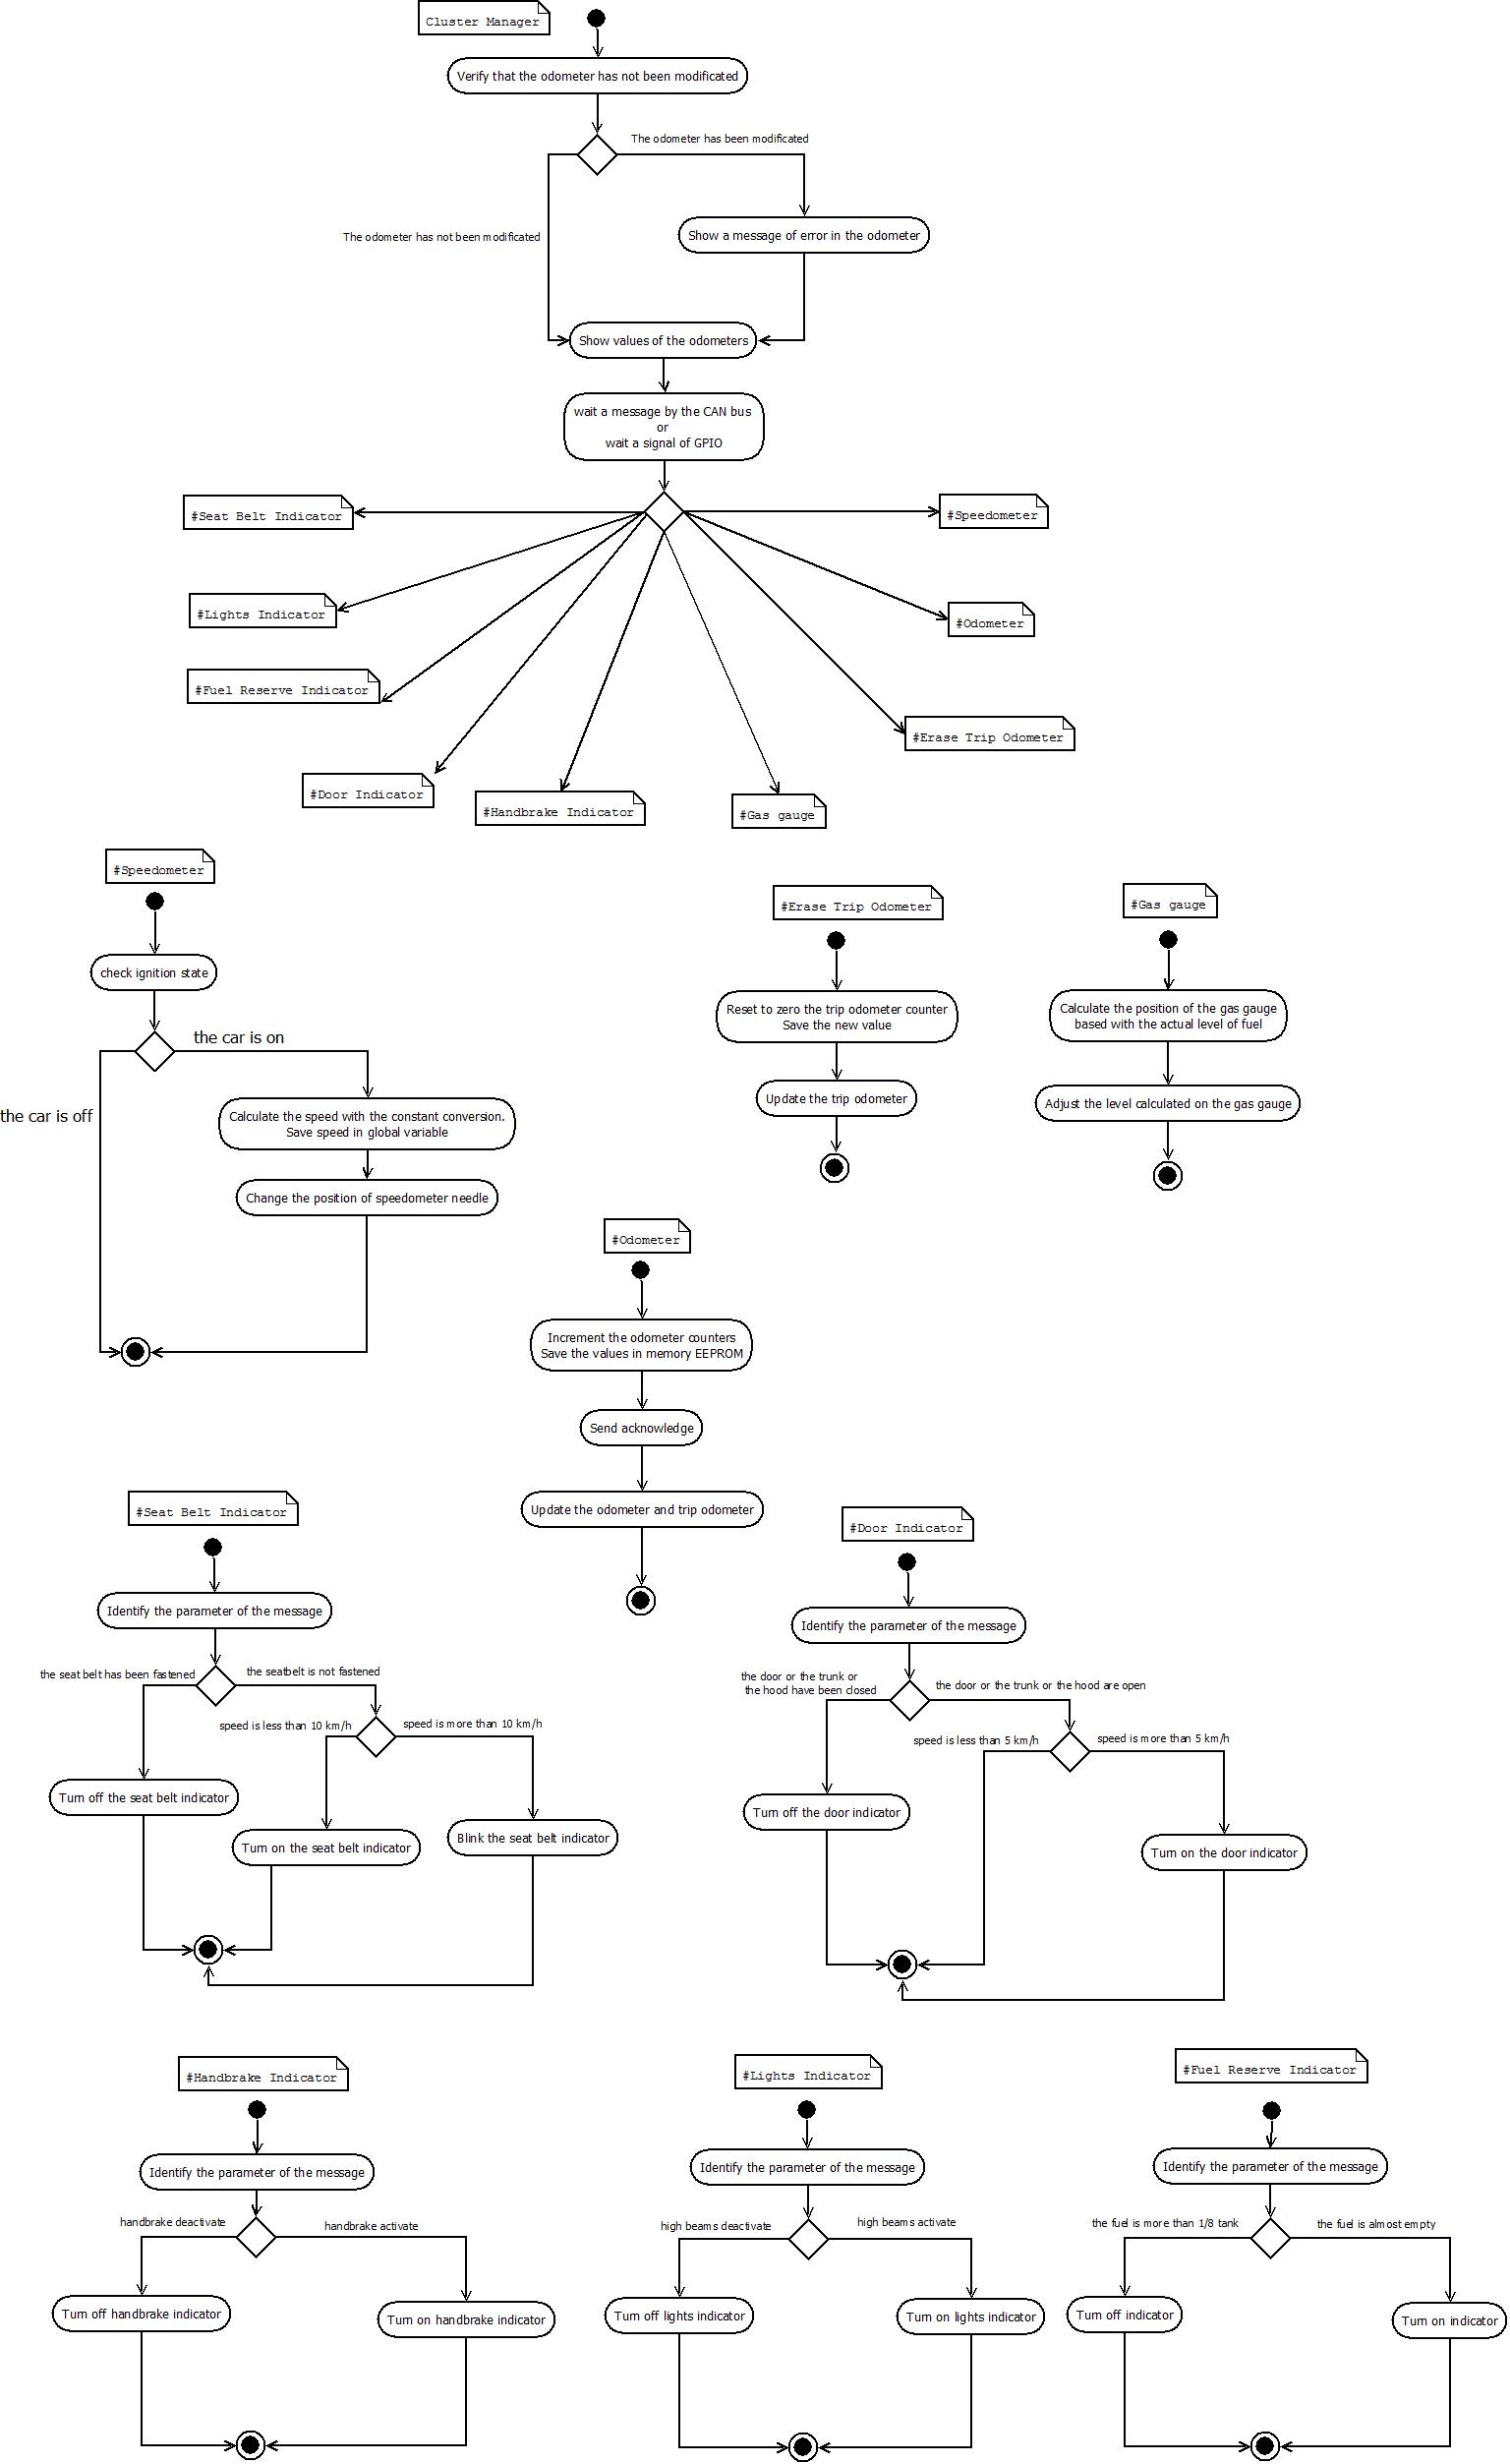 Cluster Manager
Verify that the odometer has not been modificated
The odometer has been modificated
The odometer has not been modificated
Show a message of error in the odometer
Show values of the odometers
wait a message by the CAN bus
or
wait a signal of GPIO
#Seat Belt Indicator
#Speedometer
#Lights Indicator
#Odometer
#Fuel Reserve Indicator
#Erase Trip Odometer
#Door Indicator
#Handbrake Indicator
#Gas gauge
#Speedometer
check ignition state
the car is on
the car is off
Calculate the speed with the constant conversion.
Save speed in global variable
Change the position of speedometer needle
#Erase Trip Odometer
Reset to zero the trip odometer counter
Save the new value
Update the trip odometer
#Gas gauge
Calculate the position of the gas gauge
based with the actual level of fuel
Adjust the level calculated on the gas gauge
#Odometer
Increment the odometer counters
Save the values in memory EEPROM
Send acknowledge
Update the odometer and trip odometer
#Seat Belt Indicator
Identify the parameter of the message
the seat belt has been fastened
the seatbelt is not fastened
speed is less than 10 km/h
speed is more than 10 km/h
Turn off the seat belt indicator
Turn on the seat belt indicator
Blink the seat belt indicator
#Door Indicator
Identify the parameter of the message
the door or the trunk or
the hood have been closed
the door or the trunk or the hood are open
speed is less than 5 km/h
speed is more than 5 km/h
Turn off the door indicator
Turn on the door indicator
#Handbrake Indicator
Identify the parameter of the message
handbrake deactivate
handbrake activate
Turn off handbrake indicator
Turn on handbrake indicator
#Lights Indicator
Identify the parameter of the message
high beams deactivate
high beams activate
Turn off lights indicator
Turn on lights indicator
#Fuel Reserve Indicator
Identify the parameter of the message
the fuel is more than 1/8 tank
the fuel is almost empty
Turn off indicator
Turn on indicator